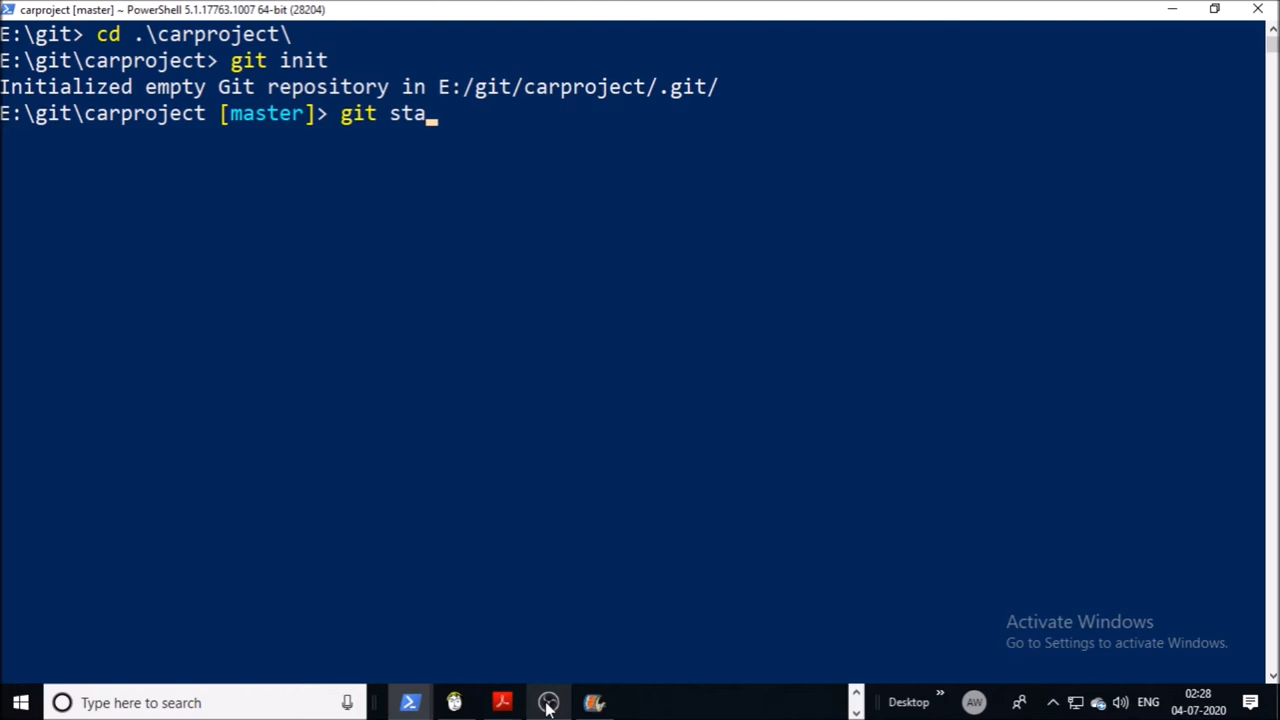 carproject [master] ~ PowerShell 5.1.17763.1007 64-bit (28204)
E:\git> cd .\carproject\
E:\git\carproject> git init
Initialized empty Git repository in E:/git/carproject/.git/
E:\git\carproject [master]> git sta_
Activate Windows
Go to Settings to activate Windows.
Type here to search
Desktop
»
AW
ENG
02:28
04-07-2020